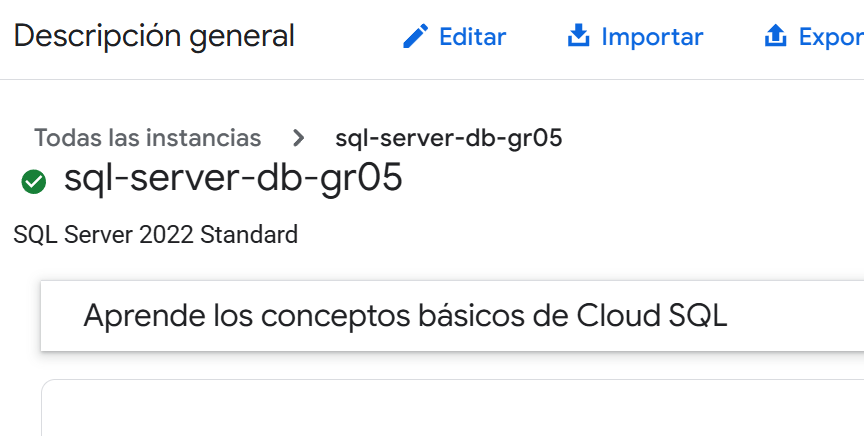 Descripción general Editar Importar Expor
Todas las instancias > sql-server-db-gr05
sql-server-db-gr05
SQL Server 2022 Standard
Aprende los conceptos básicos de Cloud SQL